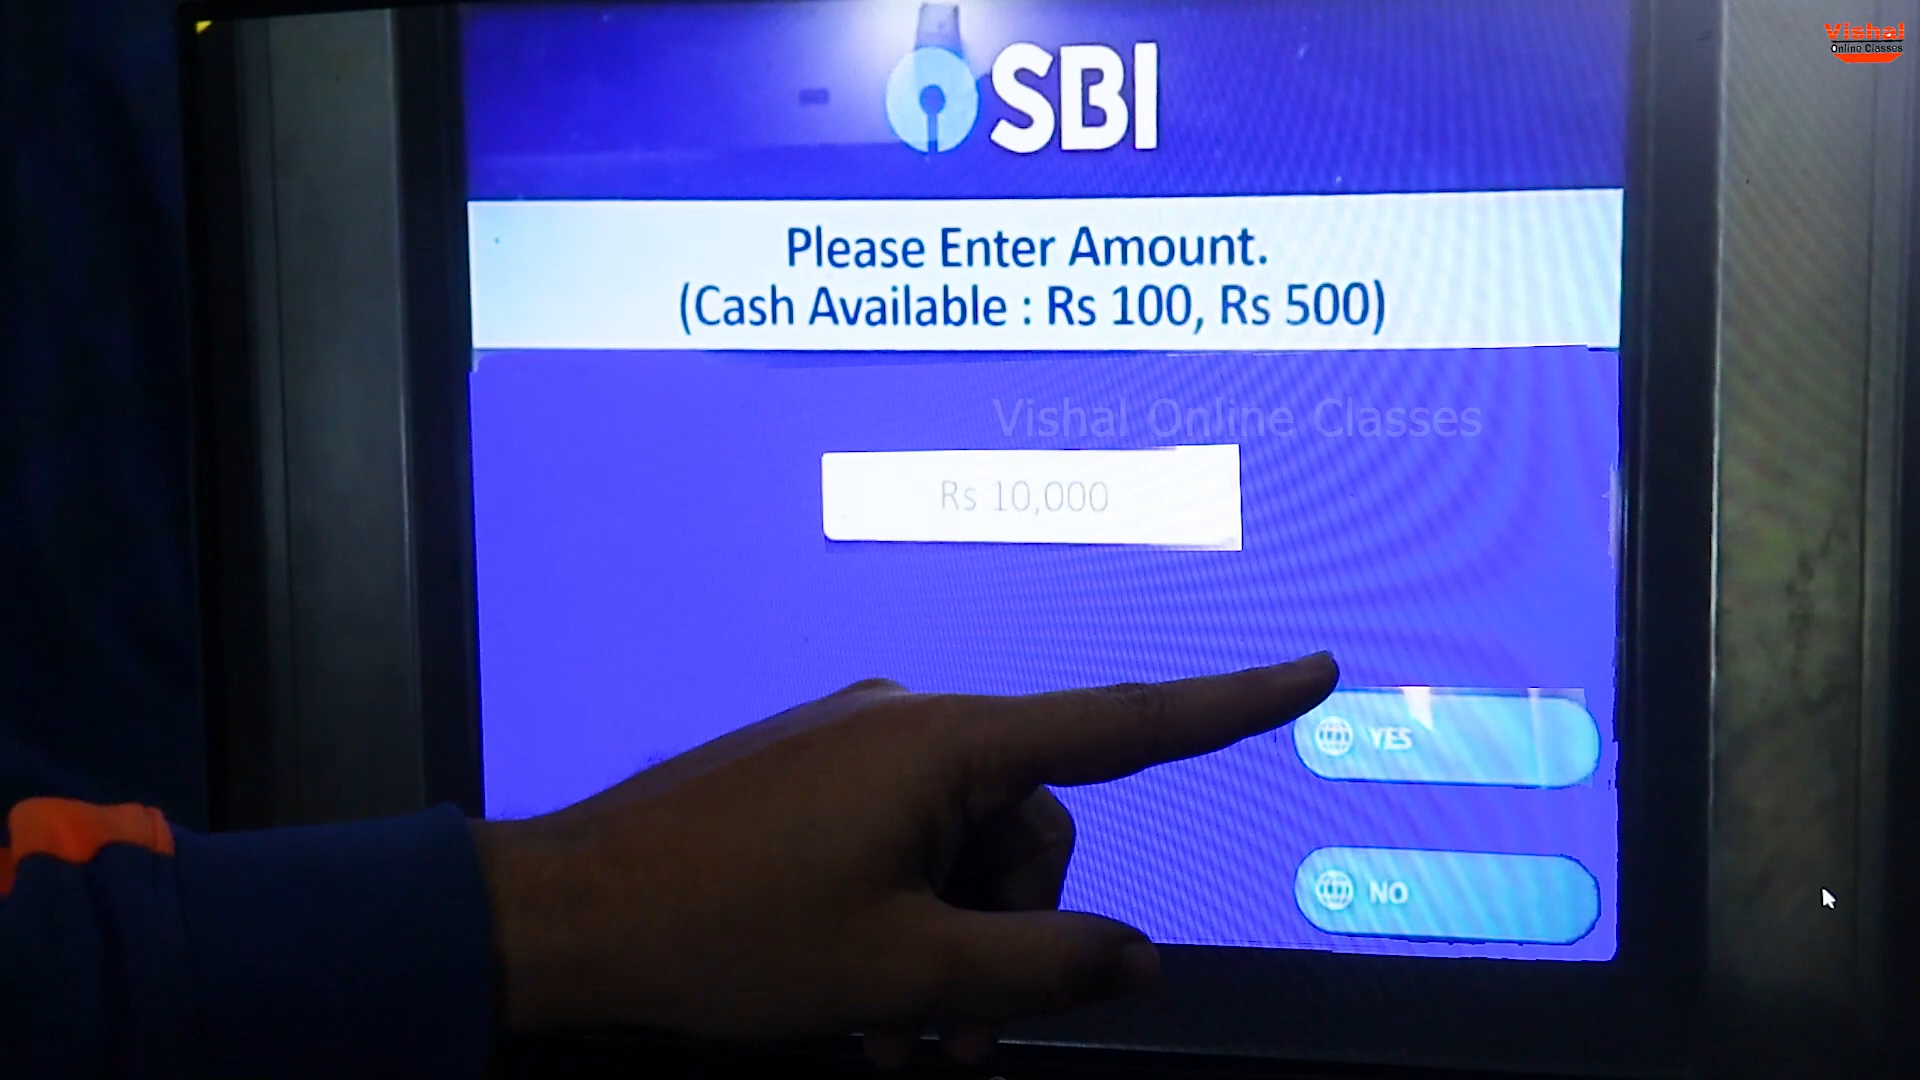 Vishal
Online Classes
SBI
Please Enter Amount.
(Cash Available : Rs 100, Rs 500)
Vishal Online Classes
Rs 10,000
YES
NO